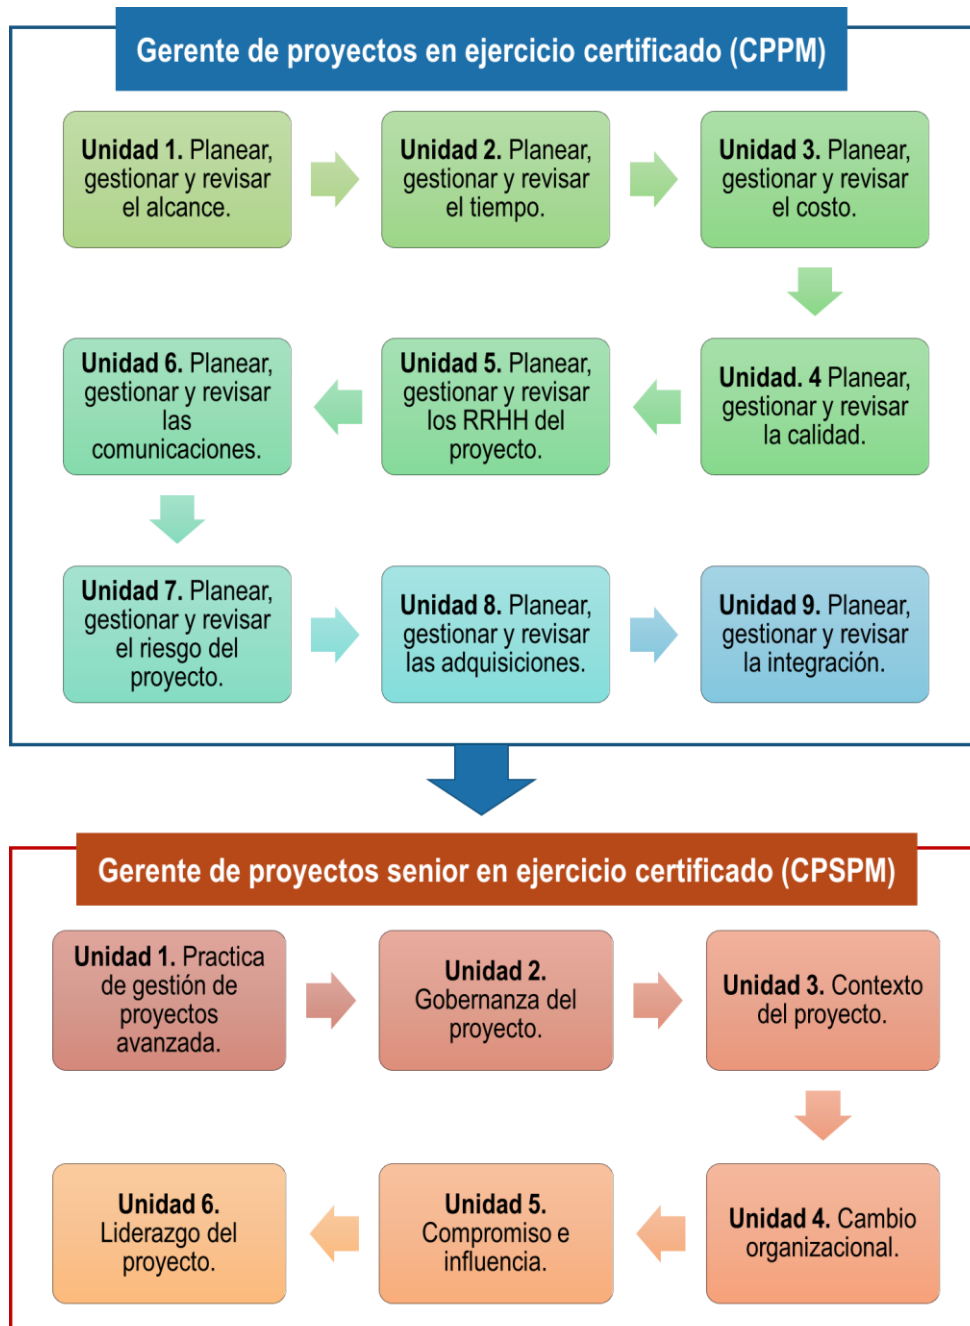 Gerente de proyectos en ejercicio certificado (CPPM)
Unidad 1. Planear,
gestionar y revisar
el alcance.
Unidad 2. Planear,
gestionar y revisar
el tiempo.
Unidad 3. Planear,
gestionar y revisar
el costo.
Unidad. 4 Planear,
gestionar y revisar
la calidad.
Unidad 5. Planear,
gestionar y revisar
los RRHH del
proyecto.
Unidad 6. Planear,
gestionar y revisar
las
comunicaciones.
Unidad 7. Planear,
gestionar y revisar
el riesgo del
proyecto.
Unidad 8. Planear,
gestionar y revisar
las adquisiciones.
Unidad 9. Planear,
gestionar y revisar
la integración.
Gerente de proyectos senior en ejercicio certificado (CPSPM)
Unidad 1. Practica
de gestión de
proyectos
avanzada.
Unidad 2.
Gobernanza del
proyecto.
Unidad 3. Contexto
del proyecto.
Unidad 4. Cambio
organizacional.
Unidad 5.
Compromiso e
influencia.
Unidad 6.
Liderazgo del
proyecto.